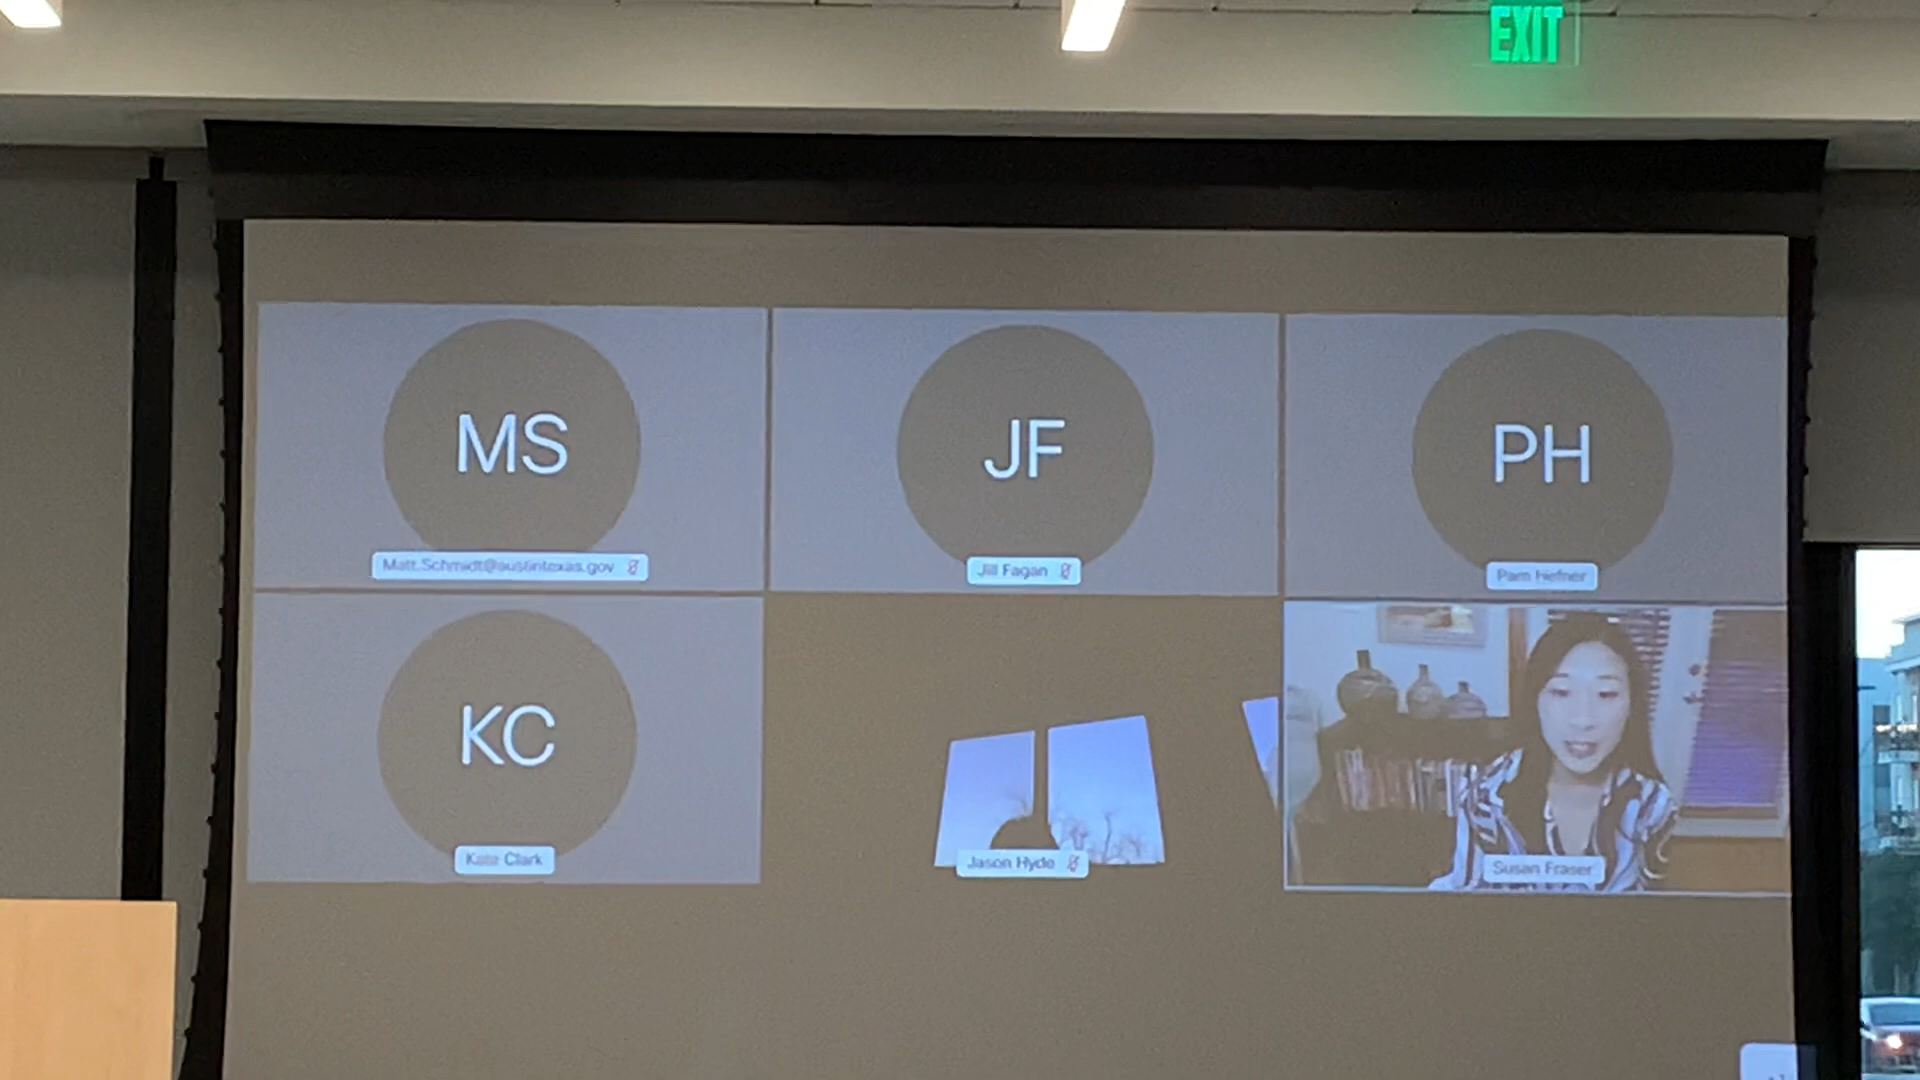 EXIT
MS
JF
PH
Matt.Schmidt@austintexas.gov
Jill Fagan
Pam Hefner
KC
Kate Clark
Jason Hyde
Susan Fraser